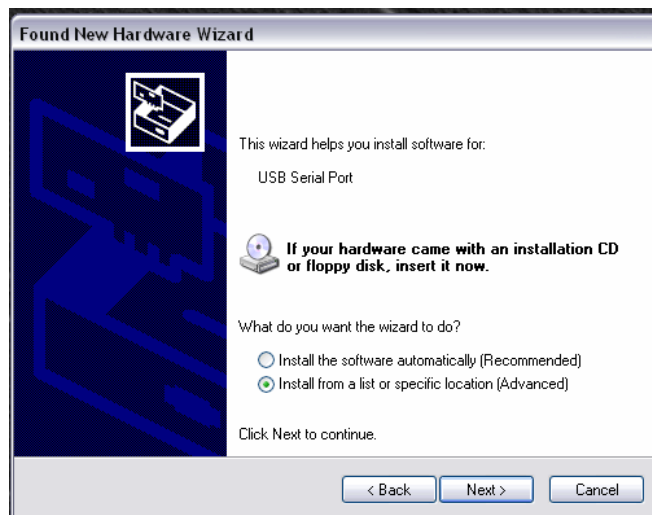 Found New Hardware Wizard
This wizard helps you install software for:
USB Serial Port
If your hardware came with an installation CD
or floppy disk, insert it now.
What do you want the wizard to do?
Install the software automatically (Recommended)
Install from a list or specific location (Advanced)
Click Next to continue.
< Back
Next >
Cancel